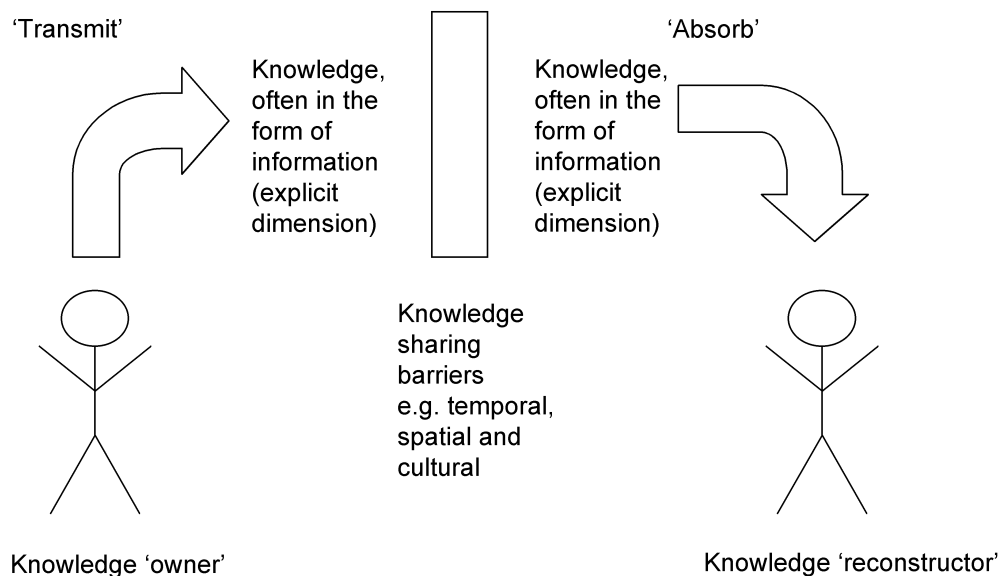 ‘Transmit’
Knowledge,
often in the
form of
information
(explicit
dimension)
‘Absorb’
Knowledge,
often in the
form of
information
(explicit
dimension)
Knowledge
sharing
barriers
e.g. temporal,
spatial and
cultural
Knowledge ‘owner’
Knowledge ‘reconstructor’